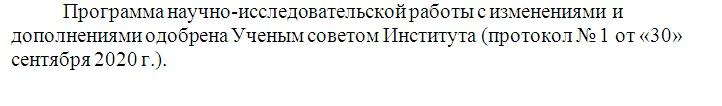 Программа научно-исследовательской работы с изменениями и
дополнениями одобрена Ученым советом Института (протокол № 1 от «30»
сентября 2020 г.).